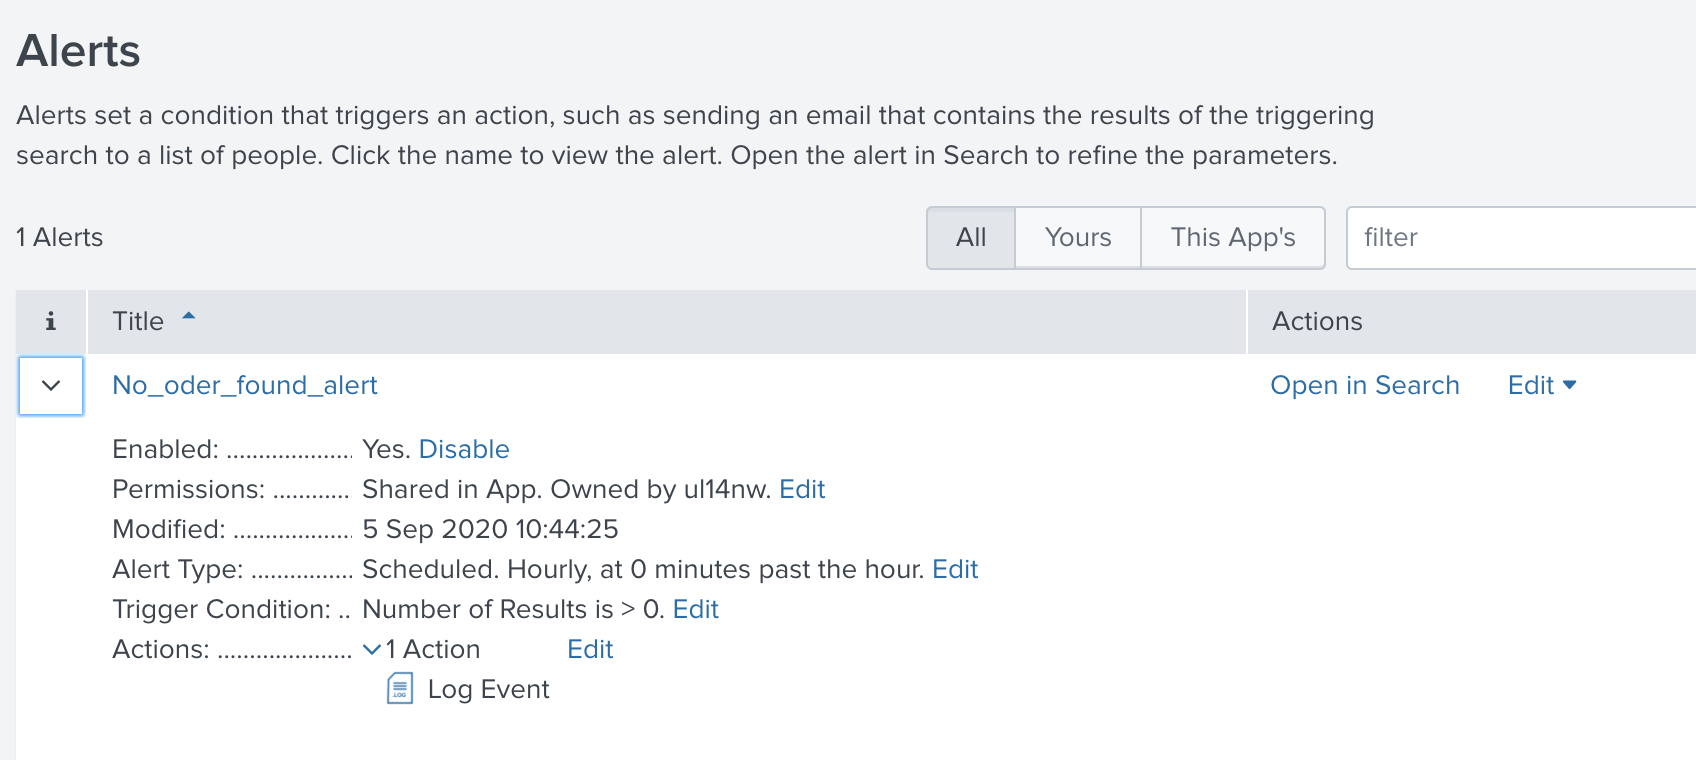 Alerts
Alerts set a condition that triggers an action, such as sending an email that contains the results of the triggering
search to a list of people. Click the name to view the alert. Open the alert in Search to refine the parameters.
1 Alerts All Yours This App's filter
i Title Actions
No_oder_found_alert Open in Search Edit
Enabled: .................... Yes. Disable
Permissions: ............ Shared in App. Owned by ul14nw. Edit
Modified: ................... 5 Sep 2020 10:44:25
Alert Type: ................ Scheduled. Hourly, at 0 minutes past the hour. Edit
Trigger Condition: .. Number of Results is > 0. Edit
Actions: ..................... 1 Action Edit
.LOG Log Event